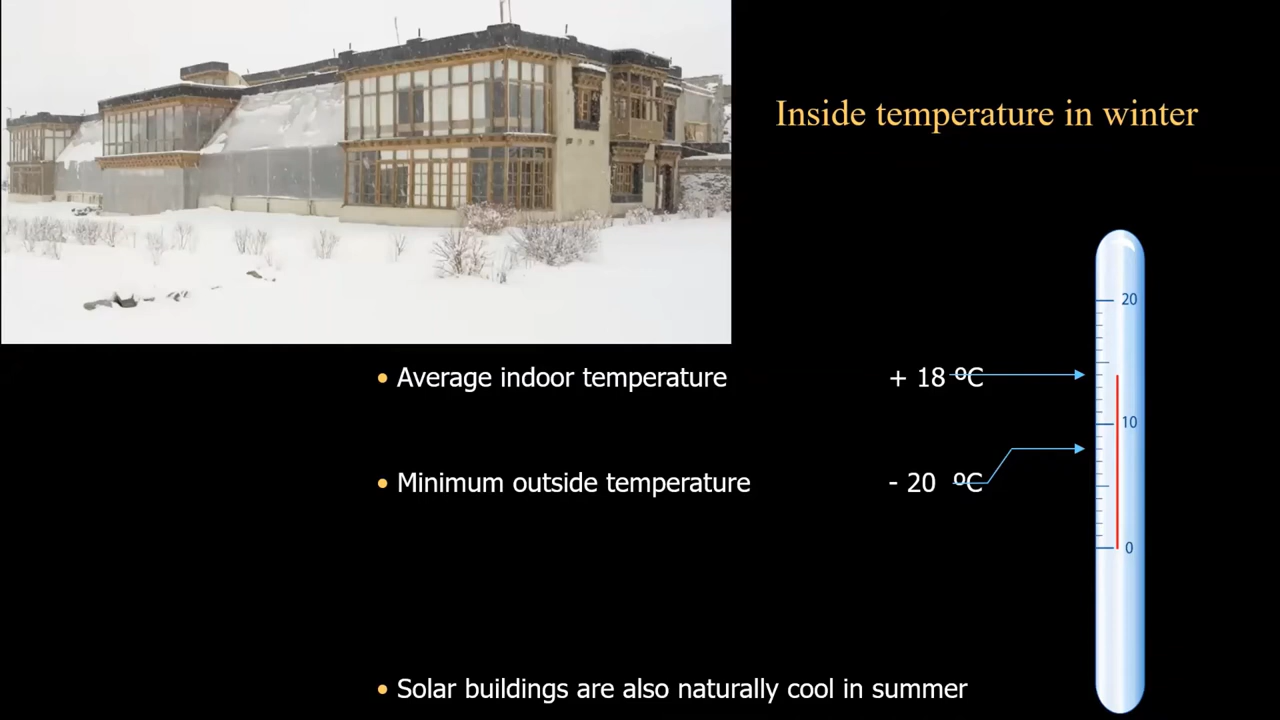 Inside temperature in winter
20
• Average indoor temperature + 18 ºC
10
• Minimum outside temperature - 20 ºC
0
• Solar buildings are also naturally cool in summer